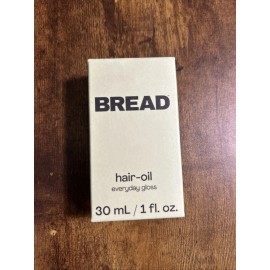 BREAD
hair-oil
everyday gloss
30 mL / 1 fl. oz.